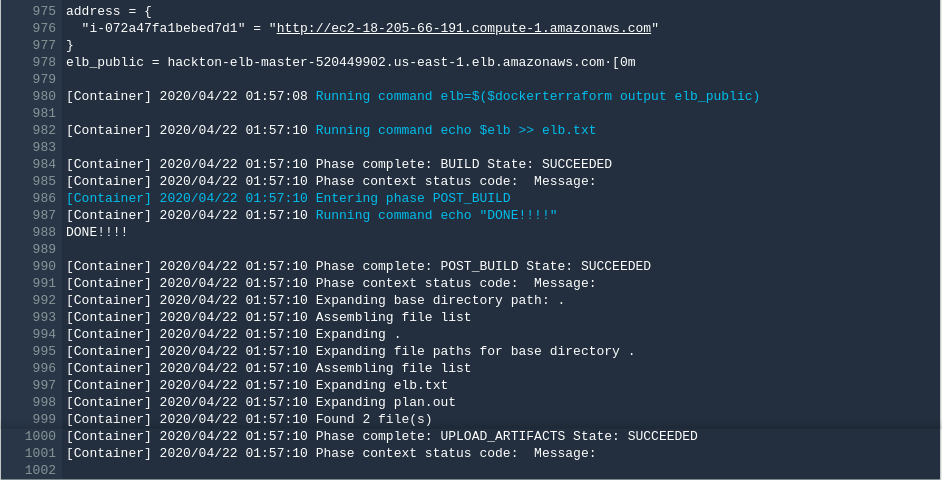 975 address = {
976   "i-072a47fa1bebed7d1" = "http://ec2-18-205-66-191.compute-1.amazonaws.com"
977 }
978 elb_public = hackton-elb-master-520449902.us-east-1.elb.amazonaws.com·[0m
979
980 [Container] 2020/04/22 01:57:08 Running command elb=$($dockerterraform output elb_public)
981
982 [Container] 2020/04/22 01:57:10 Running command echo $elb >> elb.txt
983
984 [Container] 2020/04/22 01:57:10 Phase complete: BUILD State: SUCCEEDED
985 [Container] 2020/04/22 01:57:10 Phase context status code:  Message:
986 [Container] 2020/04/22 01:57:10 Entering phase POST_BUILD
987 [Container] 2020/04/22 01:57:10 Running command echo "DONE!!!!"
988 DONE!!!!
989
990 [Container] 2020/04/22 01:57:10 Phase complete: POST_BUILD State: SUCCEEDED
991 [Container] 2020/04/22 01:57:10 Phase context status code:  Message:
992 [Container] 2020/04/22 01:57:10 Expanding base directory path: .
993 [Container] 2020/04/22 01:57:10 Assembling file list
994 [Container] 2020/04/22 01:57:10 Expanding .
995 [Container] 2020/04/22 01:57:10 Expanding file paths for base directory .
996 [Container] 2020/04/22 01:57:10 Assembling file list
997 [Container] 2020/04/22 01:57:10 Expanding elb.txt
998 [Container] 2020/04/22 01:57:10 Expanding plan.out
999 [Container] 2020/04/22 01:57:10 Found 2 file(s)
1000 [Container] 2020/04/22 01:57:10 Phase complete: UPLOAD_ARTIFACTS State: SUCCEEDED
1001 [Container] 2020/04/22 01:57:10 Phase context status code:  Message:
1002